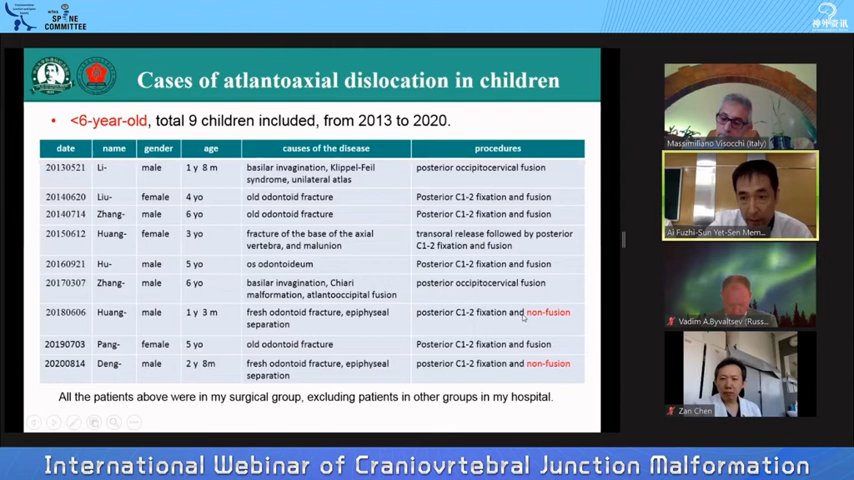 SPINE
COMMITTEE
神外资讯
Cases of atlantoaxial dislocation in children
• <6-year-old, total 9 children included, from 2013 to 2020.
date name gender age causes of the disease procedures
20130521 Li- male 1 y 8 m basilar invagination, Klippel-Feil syndrome, unilateral atlas posterior occipitocervical fusion
20140620 Liu- female 4 yo old odontoid fracture Posterior C1-2 fixation and fusion
20140714 Zhang- male 6 yo old odontoid fracture Posterior C1-2 fixation and fusion
20150612 Huang- female 3 yo fracture of the base of the axial vertebra, and malunion transoral release followed by posterior C1-2 fixation and fusion
20160921 Hu- male 5 yo os odontoideum Posterior C1-2 fixation and fusion
20170307 Zhang- male 6 yo basilar invagination, Chiari malformation, atlantooccipital fusion posterior occipitocervical fusion
20180606 Huang- male 1 y 3 m fresh odontoid fracture, epiphyseal separation posterior C1-2 fixation and non-fusion
20190703 Pang- female 5 yo old odontoid fracture Posterior C1-2 fixation and fusion
20200814 Deng- male 2 y 8m fresh odontoid fracture, epiphyseal separation posterior C1-2 fixation and non-fusion
All the patients above were in my surgical group, excluding patients in other groups in my hospital.
Massimiliano Visocchi (Italy)
Ai Fuzhi-Sun Yet-Sen Mem...
Vadim A.Byvaltsev (Russ...
Zan Chen
International Webinar of Craniovrtebral Junction Malformation